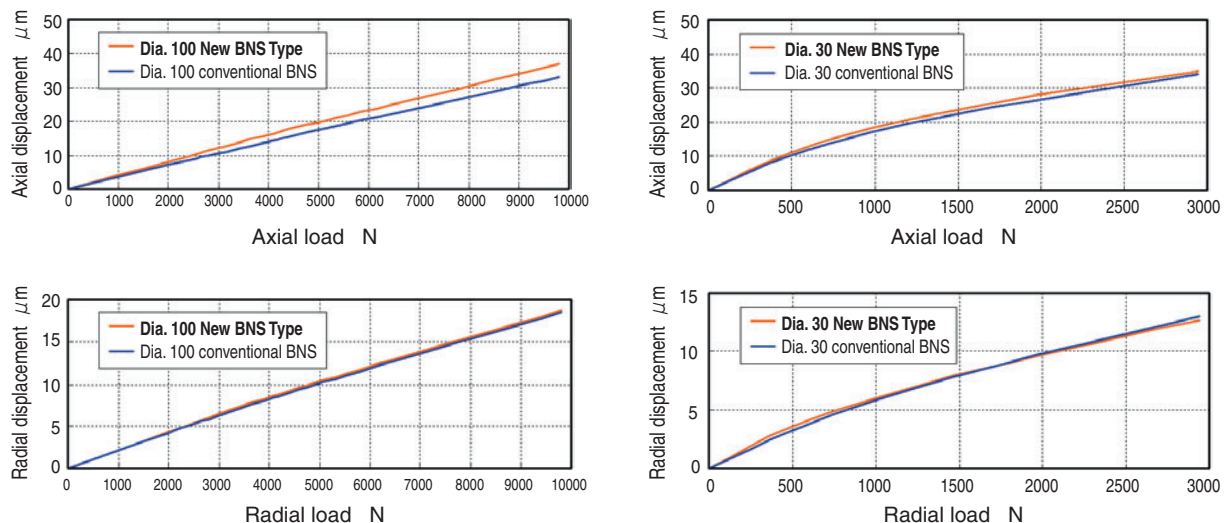 Axial displacement μm
50
40
30
20
10
0
Dia. 100 New BNS Type
Dia. 100 conventional BNS
0 1000 2000 3000 4000 5000 6000 7000 8000 9000 10000
Axial load N
Axial displacement μm
50
40
30
20
10
0
Dia. 30 New BNS Type
Dia. 30 conventional BNS
0 500 1000 1500 2000 2500 3000
Axial load N
Radial displacement μm
20
15
10
5
0
Dia. 100 New BNS Type
Dia. 100 conventional BNS
0 1000 2000 3000 4000 5000 6000 7000 8000 9000 10000
Radial load N
Radial displacement μm
15
10
5
0
Dia. 30 New BNS Type
Dia. 30 conventional BNS
0 500 1000 1500 2000 2500 3000
Radial load N